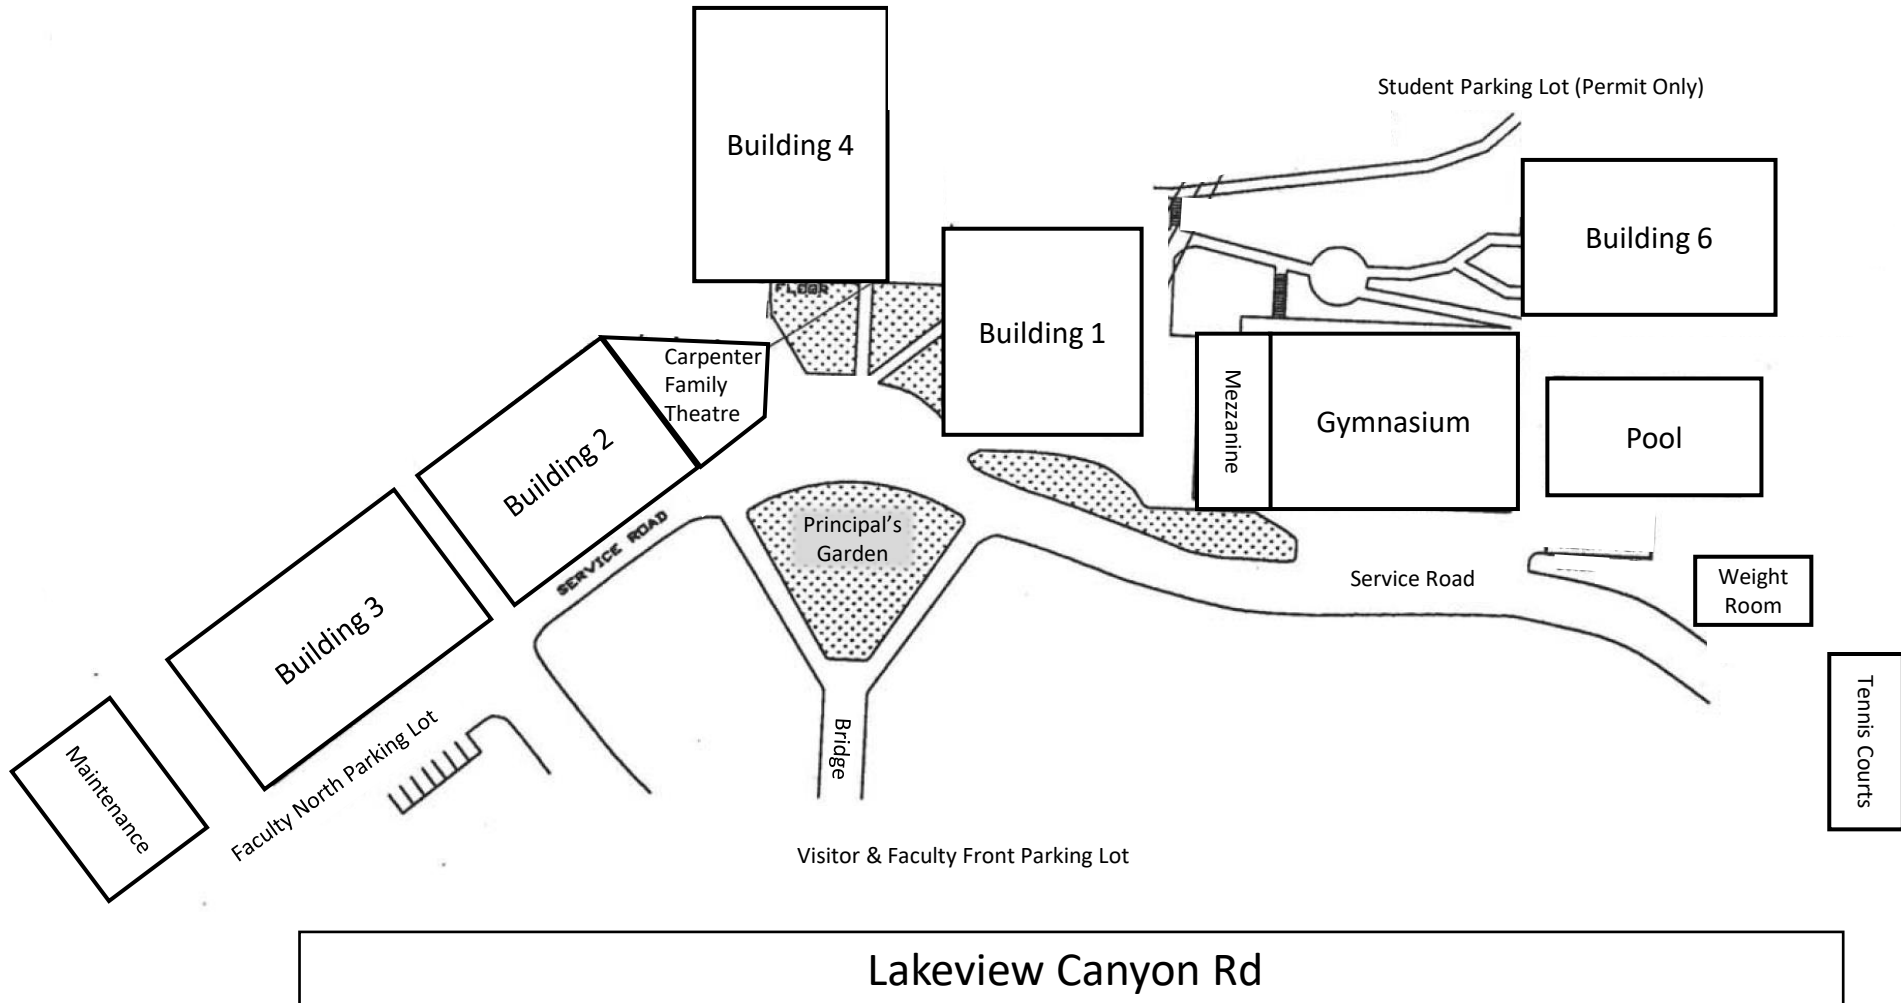 Student Parking Lot (Permit Only)
Building 4
Building 6
FLOOR
Building 1
Carpenter
Family
Theatre
Mezzanine
Gymnasium
Pool
Building 2
SERVICE ROAD
Principal's
Garden
Service Road
Weight
Room
Building 3
Tennis Courts
Maintenance
Faculty North Parking Lot
Bridge
Visitor & Faculty Front Parking Lot
Lakeview Canyon Rd